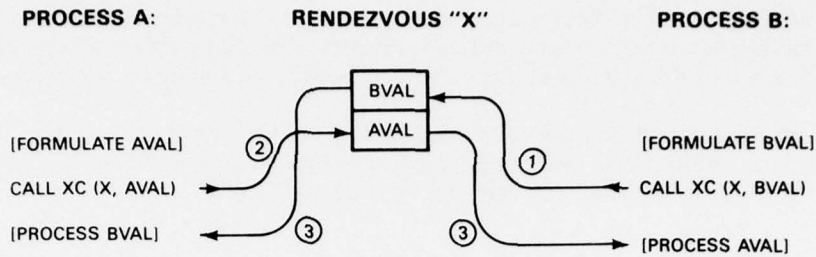 PROCESS A: RENDEZVOUS "X" PROCESS B:
BVAL
AVAL
[FORMULATE AVAL] 2 1 [FORMULATE BVAL]
CALL XC (X, AVAL) CALL XC (X, BVAL)
[PROCESS BVAL] 3 3 [PROCESS AVAL]